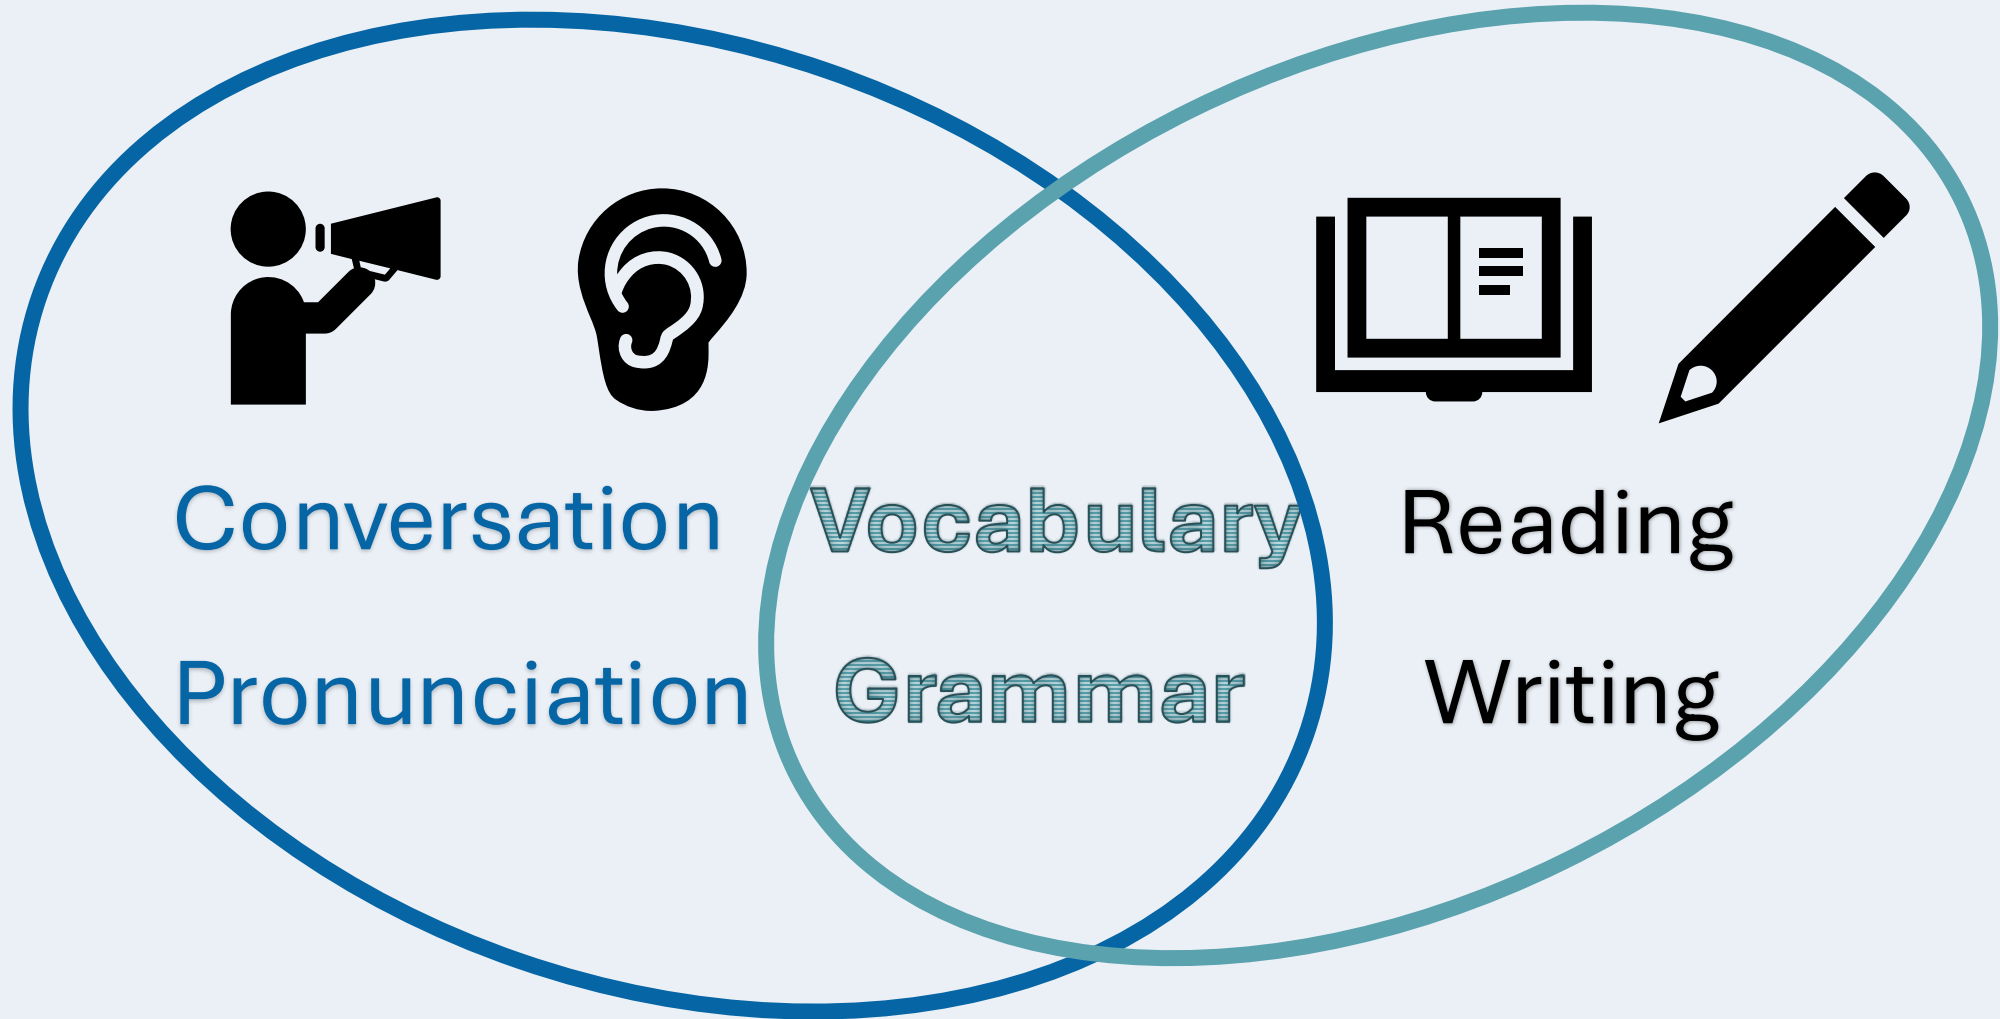 Conversation
Pronunciation
Vocabulary
Grammar
Reading
Writing